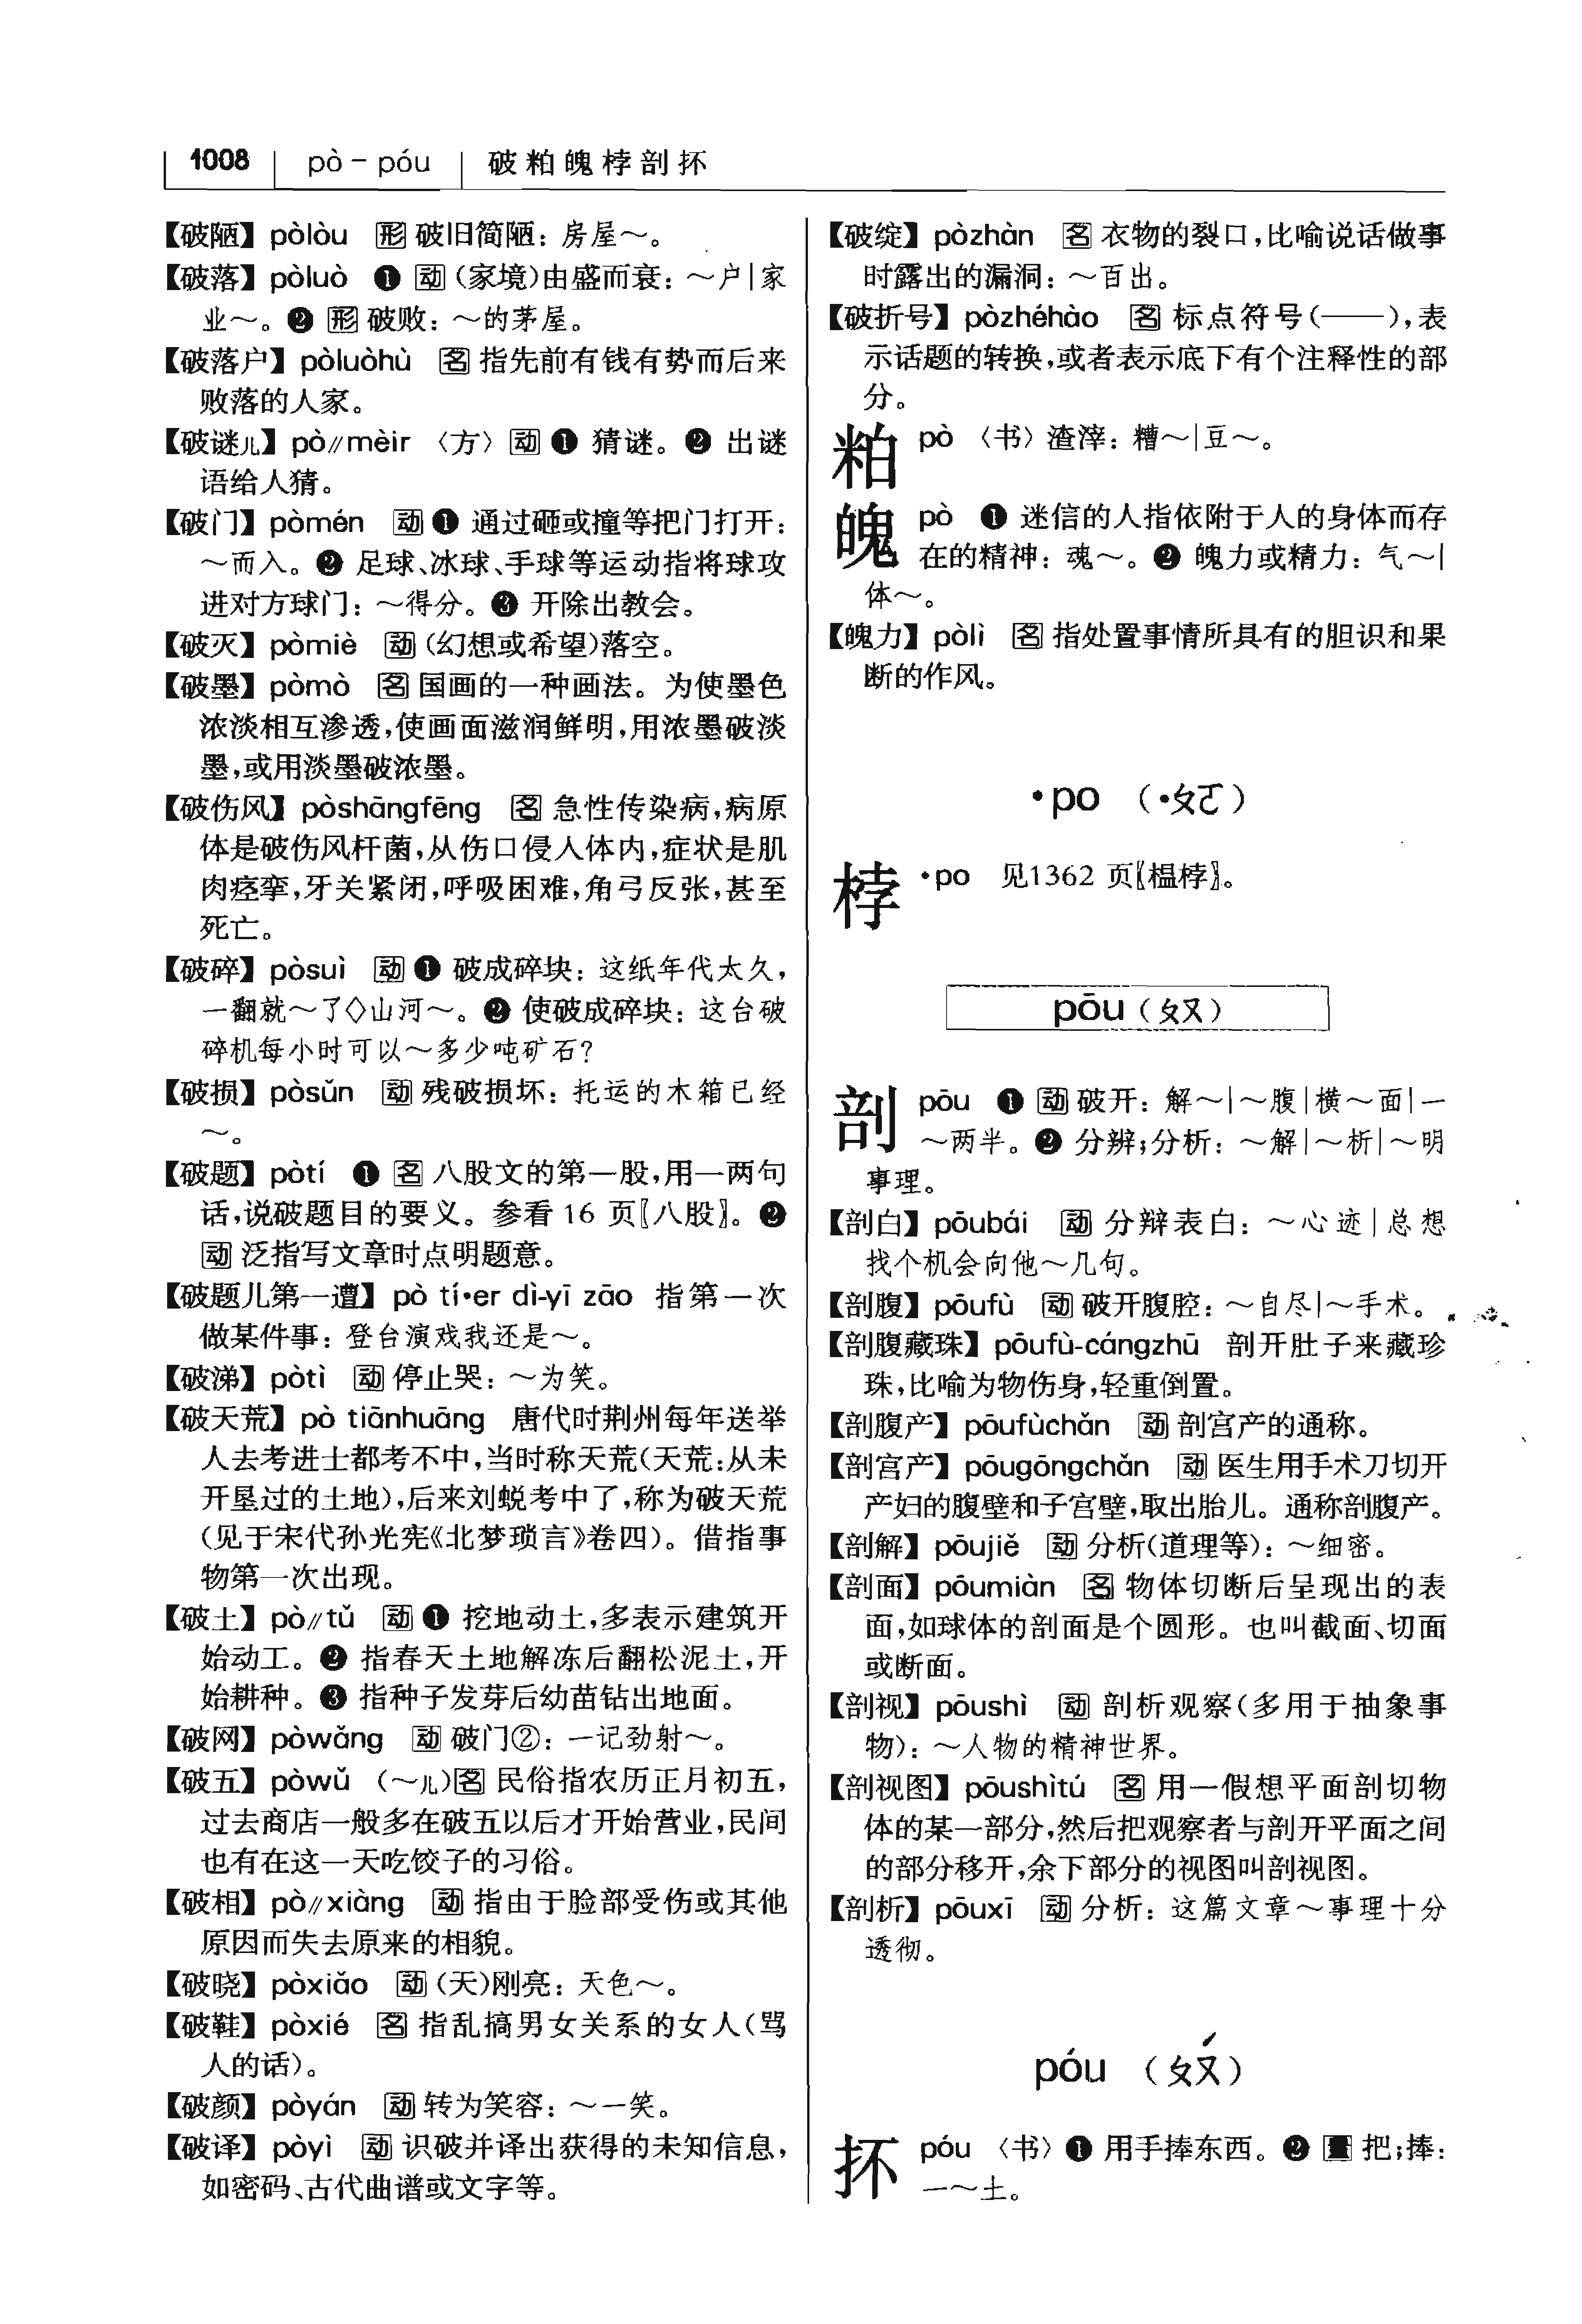 1008 pò – póu 破粕魄桲剖抔
【破陋】 pòlòu 形 破旧简陋：房屋～。
【破落】 pòluò ❶ 动 (家境)由盛而衰：～户|家
业～。❷ 形 破败：～的茅屋。
【破落户】 pòluòhù 名 指先前有钱有势而后来
败落的人家。
【破谜儿】 pò∥mèir 〈方〉 动 ❶ 猜谜。❷ 出谜
语给人猜。
【破门】 pòmén 动 ❶ 通过砸或撞等把门打开：
～而入。❷ 足球、冰球、手球等运动指将球攻
进对方球门：～得分。❸ 开除出教会。
【破灭】 pòmiè 动 (幻想或希望)落空。
【破墨】 pòmò 名 国画的一种画法。为使墨色
浓淡相互渗透,使画面滋润鲜明,用浓墨破淡
墨,或用淡墨破浓墨。
【破伤风】 pòshāngfēng 名 急性传染病,病原
体是破伤风杆菌,从伤口侵入体内,症状是肌
肉痉挛,牙关紧闭,呼吸困难,角弓反张,甚至
死亡。
【破碎】 pòsuì 动 ❶ 破成碎块：这纸年代太久,
一翻就～了◇山河～。❷ 使破成碎块：这台破
碎机每小时可以～多少吨矿石?
【破损】 pòsǔn 动 残破损坏：托运的木箱已经
～。
【破题】 pòtí ❶ 名 八股文的第一股,用一两句
话,说破题目的要义。参看 16 页〖八股〗。❷
动 泛指写文章时点明题意。
【破题儿第一遭】 pò tí•er dì-yī zāo 指第一次
做某件事：登台演戏我还是～。
【破涕】 pòtì 动 停止哭：～为笑。
【破天荒】 pò tiānhuāng 唐代时荆州每年送举
人去考进士都考不中,当时称天荒(天荒:从未
开垦过的土地),后来刘蜕考中了,称为破天荒
(见于宋代孙光宪《北梦琐言》卷四)。借指事
物第一次出现。
【破土】 pò∥tǔ 动 ❶ 挖地动土,多表示建筑开
始动工。❷ 指春天土地解冻后翻松泥土,开
始耕种。❸ 指种子发芽后幼苗钻出地面。
【破网】 pòwǎng 动 破门②：一记劲射～。
【破五】 pòwǔ (～儿) 名 民俗指农历正月初五,
过去商店一般多在破五以后才开始营业,民间
也有在这一天吃饺子的习俗。
【破相】 pò∥xiàng 动 指由于脸部受伤或其他
原因而失去原来的相貌。
【破晓】 pòxiǎo 动 (天)刚亮：天色～。
【破鞋】 pòxié 名 指乱搞男女关系的女人(骂
人的话)。
【破颜】 pòyán 动 转为笑容：～一笑。
【破译】 pòyì 动 识破并译出获得的未知信息,
如密码、古代曲谱或文字等。
【破绽】 pòzhàn 名 衣物的裂口,比喻说话做事
时露出的漏洞：～百出。
【破折号】 pòzhéhào 名 标点符号(——),表
示话题的转换,或者表示底下有个注释性的部
分。
粕 pò 〈书〉渣滓：糟～|豆～。
魄 pò ❶ 迷信的人指依附于人的身体而存
在的精神：魂～。❷ 魄力或精力：气～|
体～。
【魄力】 pòlì 名 指处置事情所具有的胆识和果
断的作风。
•po (•ㄆㄛ)
桲 •po 见1362 页〖榅桲〗。
pōu (ㄆㄡ)
剖 pōu ❶ 动 破开：解～|～腹|横～面|一
～两半。❷ 分辨;分析：～解|～析|～明
事理。
【剖白】 pōubái 动 分辩表白：～心迹|总想
找个机会向他～几句。
【剖腹】 pōufù 动 破开腹腔：～自尽|～手术。
【剖腹藏珠】 pōufù-cángzhū 剖开肚子来藏珍
珠,比喻为物伤身,轻重倒置。
【剖腹产】 pōufùchǎn 动 剖宫产的通称。
【剖宫产】 pōugōngchǎn 动 医生用手术刀切开
产妇的腹壁和子宫壁,取出胎儿。通称剖腹产。
【剖解】 pōujiě 动 分析(道理等)：～细密。
【剖面】 pōumiàn 名 物体切断后呈现出的表
面,如球体的剖面是个圆形。也叫截面、切面
或断面。
【剖视】 pōushì 动 剖析观察(多用于抽象事
物)：～人物的精神世界。
【剖视图】 pōushìtú 名 用一假想平面剖切物
体的某一部分,然后把观察者与剖开平面之间
的部分移开,余下部分的视图叫剖视图。
【剖析】 pōuxī 动 分析：这篇文章～事理十分
透彻。
póu (ㄆㄡˊ)
抔 póu 〈书〉❶ 用手捧东西。❷ 量 把;捧：
一～土。